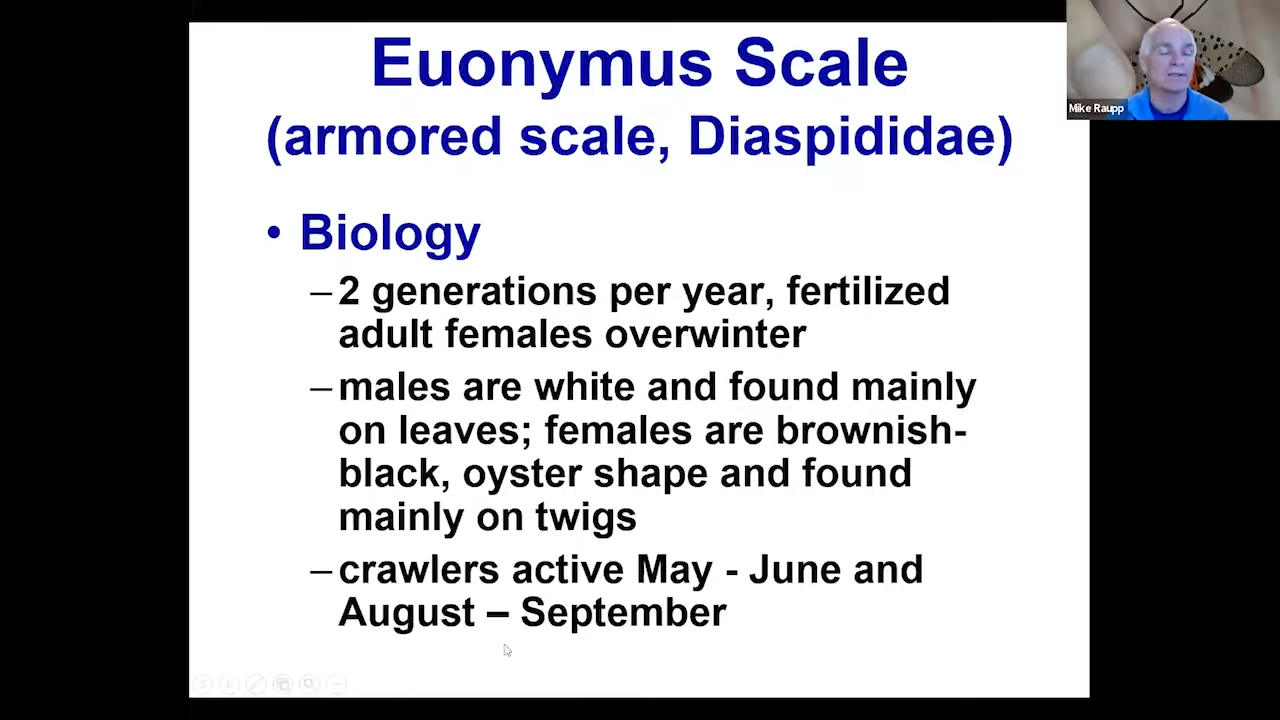 Euonymus Scale
(armored scale, Diaspididae)
• Biology
–2 generations per year, fertilized
adult females overwinter
–males are white and found mainly
on leaves; females are brownish-
black, oyster shape and found
mainly on twigs
–crawlers active May - June and
August – September
Mike Raupp